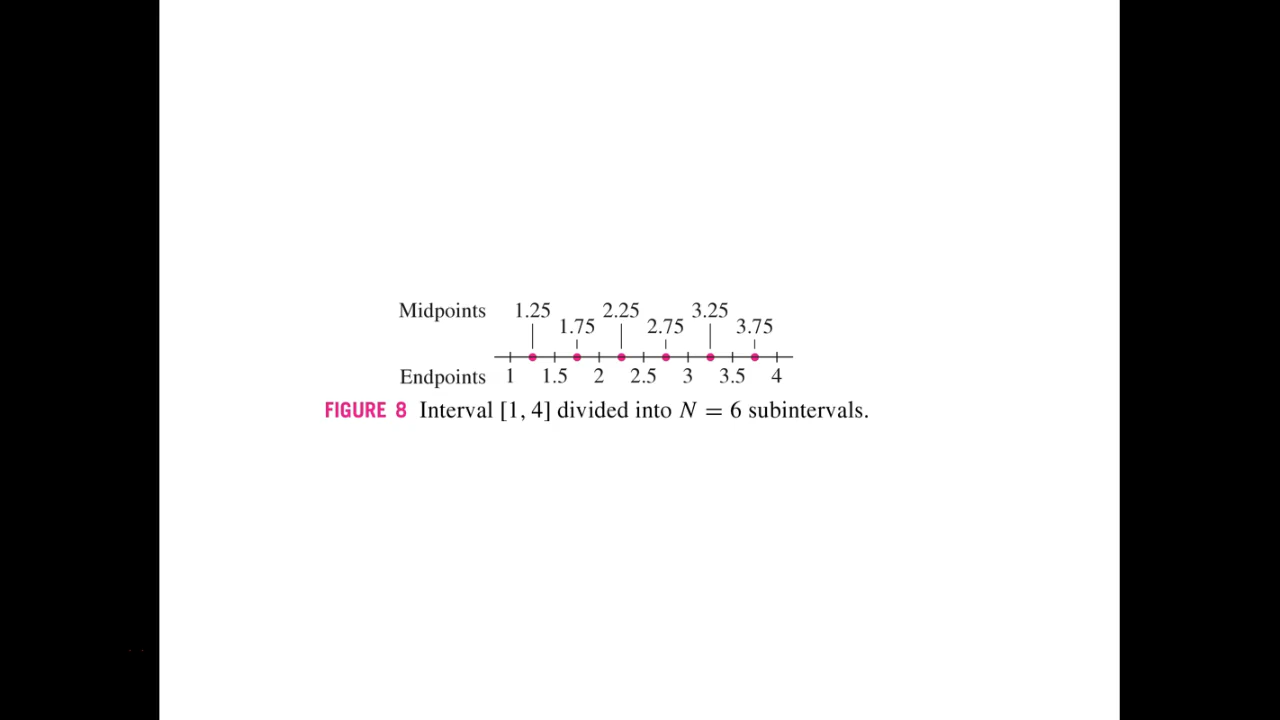 Midpoints 1.25 2.25 3.25
1.75 2.75 3.75
Endpoints 1 1.5 2 2.5 3 3.5 4
FIGURE 8 Interval [1, 4] divided into N = 6 subintervals.